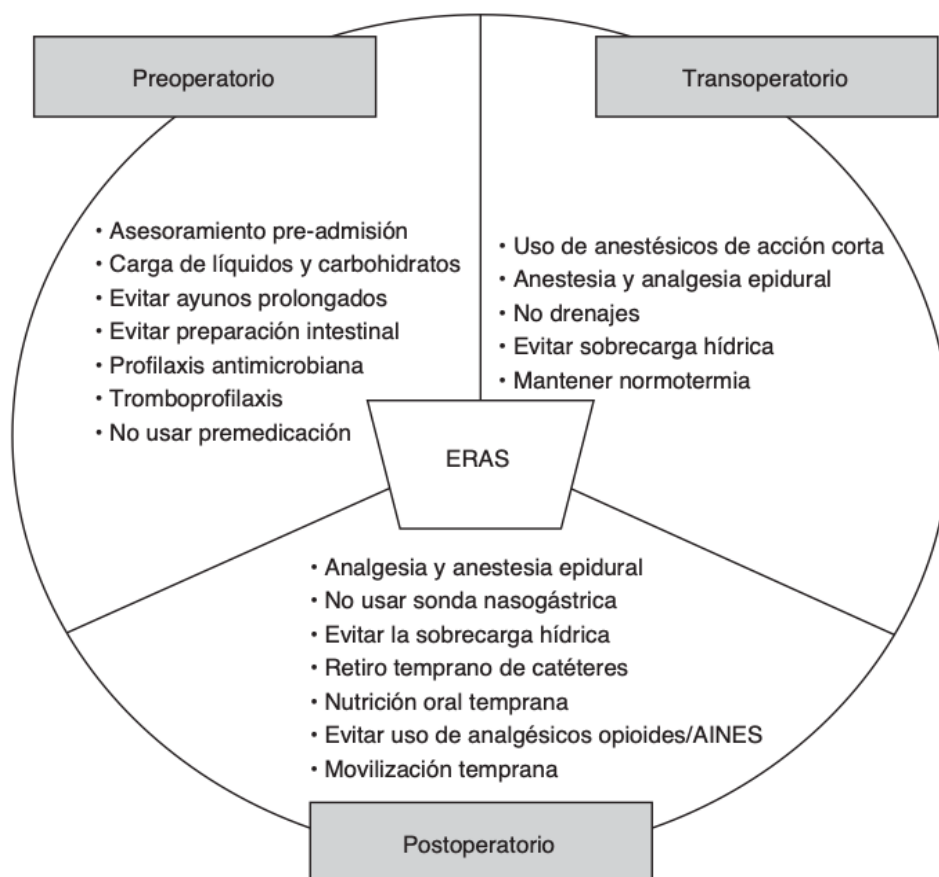 Preoperatorio
Transoperatorio
• Asesoramiento pre-admisión
• Carga de líquidos y carbohidratos
• Evitar ayunos prolongados
• Evitar preparación intestinal
• Profilaxis antimicrobiana
• Tromboprofilaxis
• No usar premedicación
• Uso de anestésicos de acción corta
• Anestesia y analgesia epidural
• No drenajes
• Evitar sobrecarga hídrica
• Mantener normotermia
ERAS
• Analgesia y anestesia epidural
• No usar sonda nasogástrica
• Evitar la sobrecarga hídrica
• Retiro temprano de catéteres
• Nutrición oral temprana
• Evitar uso de analgésicos opioides/AINES
• Movilización temprana
Postoperatorio